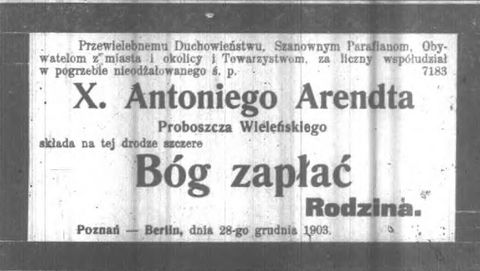 Przewielebnemu Duchowieństwu, Szanownym Parafianom, Oby-
watelom z miasta i okolicy i Towarzystwom, za liczny współudział
w pogrzebie nieodżałowanego ś. p. 7183
X. Antoniego Arendta
Proboszcza Wieleńskiego
składa na tej drodze szczere
Bóg zapłać
Rodzina.
Poznań — Berlin, dnia 28-go grudnia 1903.